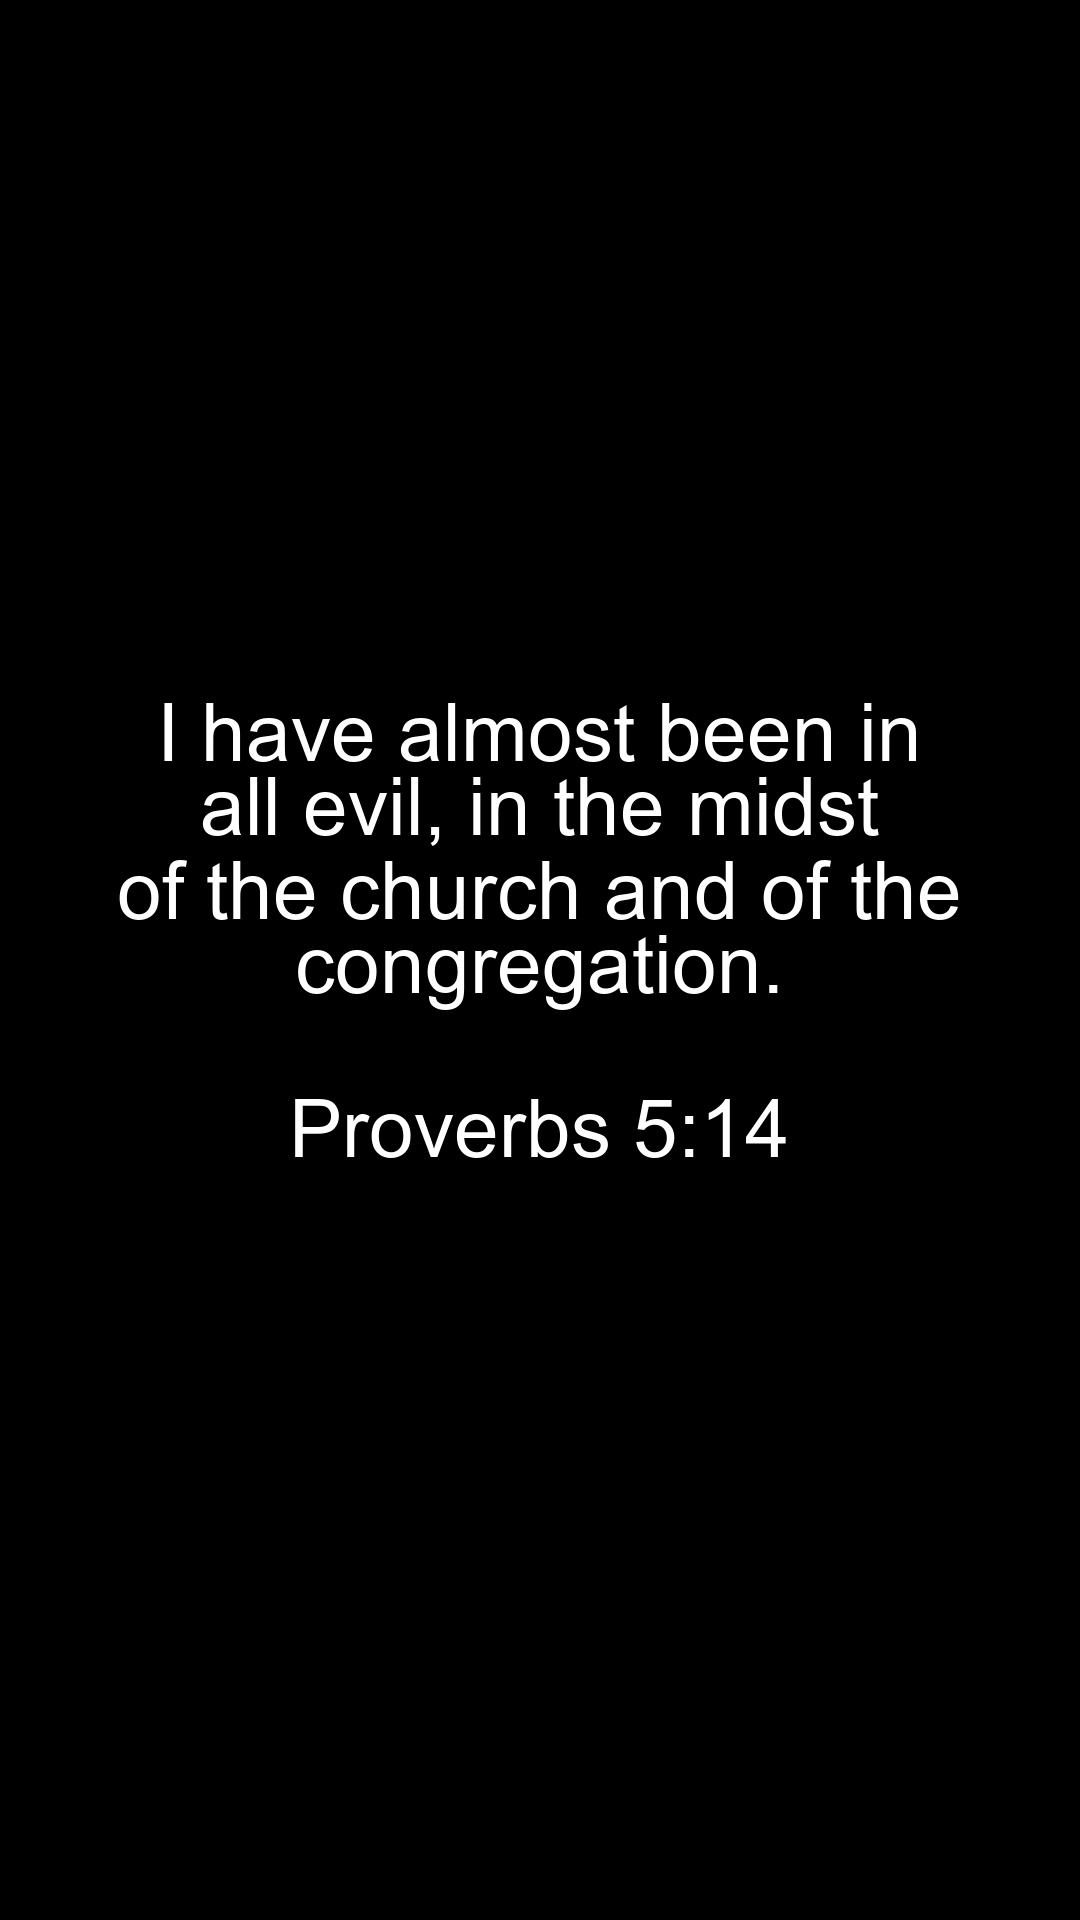 I have almost been in
all evil, in the midst
of the church and of the
congregation.
Proverbs 5:14